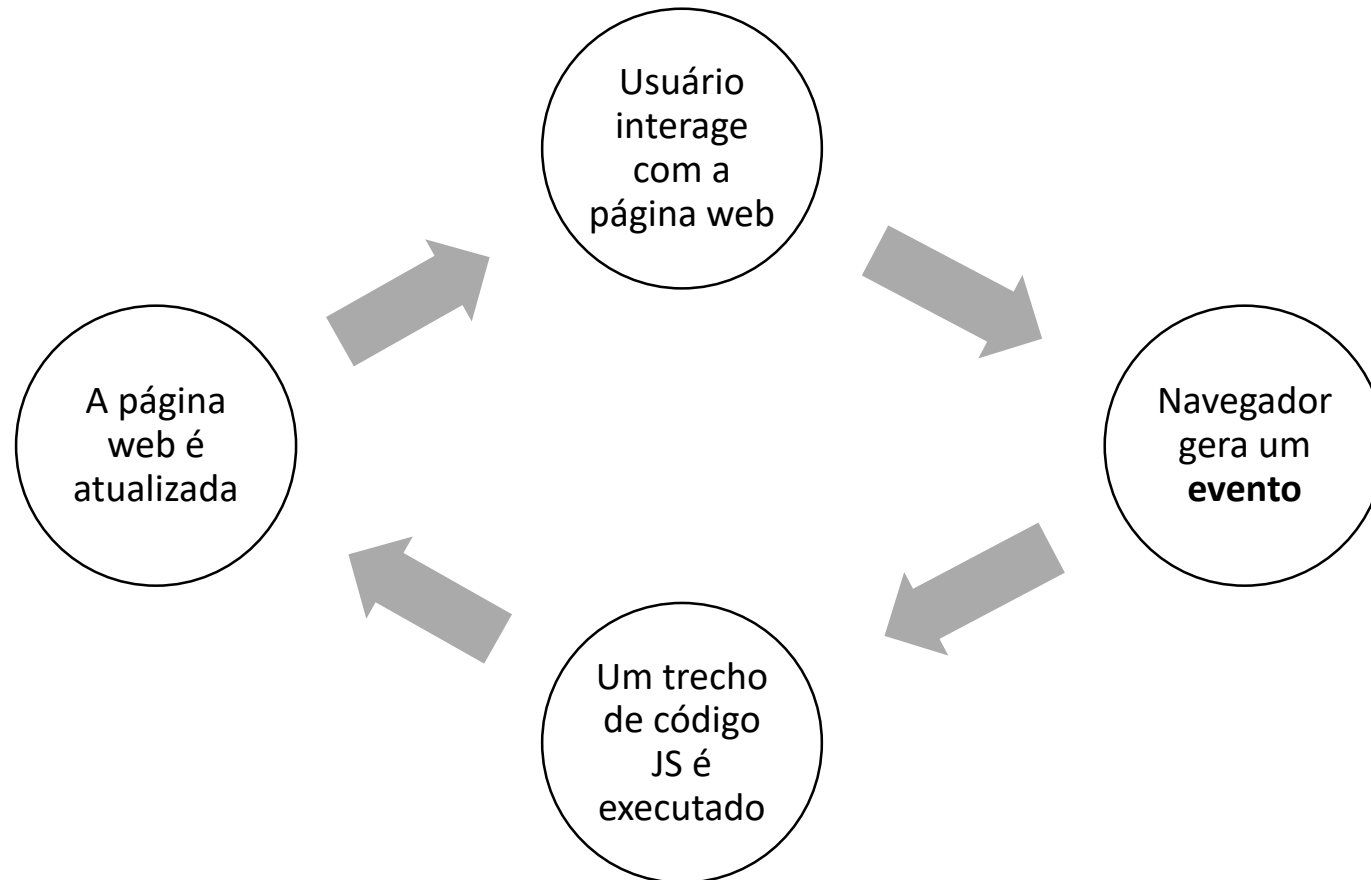 Usuário
interage
com a
página web
A página
web é
atualizada
Navegador
gera um
evento
Um trecho
de código
JS é
executado